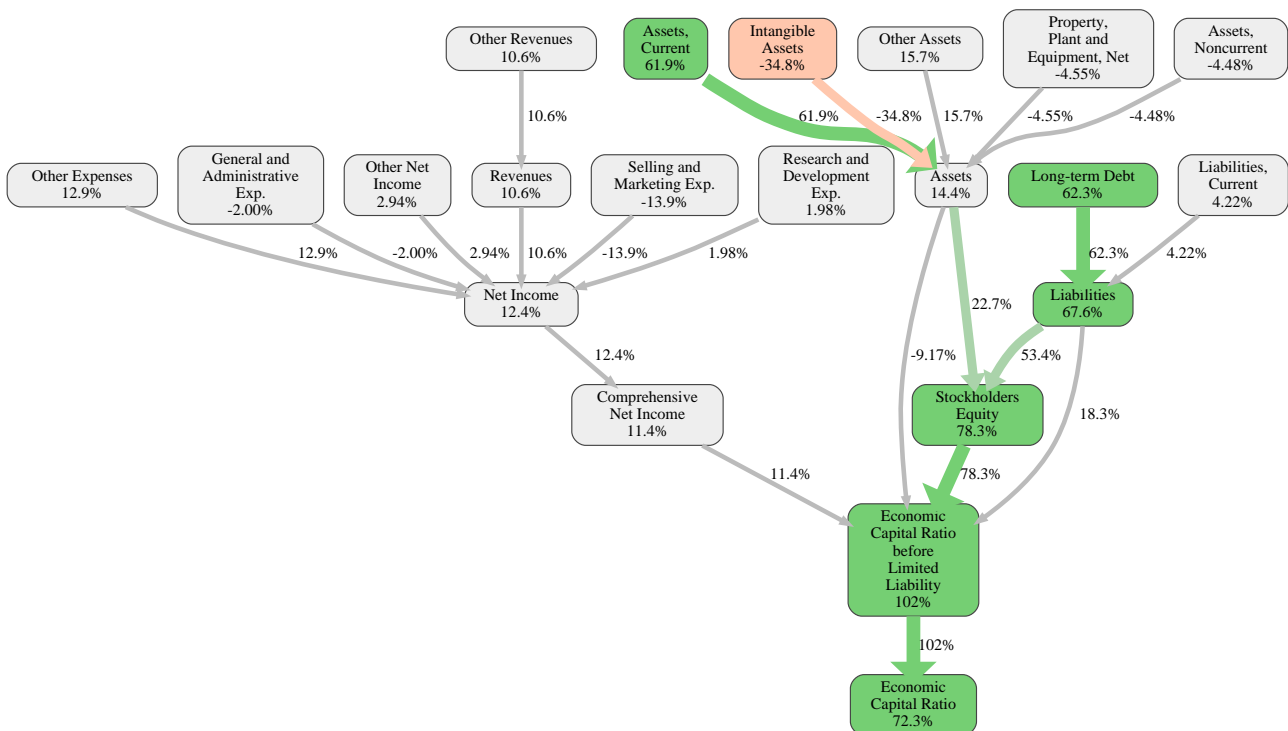 Other Revenues
10.6%
Assets,
Current
61.9%
Intangible
Assets
-34.8%
Other Assets
15.7%
Property,
Plant and
Equipment, Net
-4.55%
Assets,
Noncurrent
-4.48%
10.6%
61.9%
-34.8%
15.7%
-4.55%
-4.48%
Other Expenses
12.9%
General and
Administrative
Exp.
-2.00%
Other Net
Income
2.94%
Revenues
10.6%
Selling and
Marketing Exp.
-13.9%
Research and
Development
Exp.
1.98%
Assets
14.4%
Long-term Debt
62.3%
Liabilities,
Current
4.22%
12.9%
-2.00%
2.94%
10.6%
-13.9%
1.98%
62.3%
4.22%
Net Income
12.4%
22.7%
Liabilities
67.6%
12.4%
-9.17%
53.4%
Comprehensive
Net Income
11.4%
Stockholders
Equity
78.3%
18.3%
11.4%
78.3%
Economic
Capital Ratio
before
Limited
Liability
102%
102%
Economic
Capital Ratio
72.3%